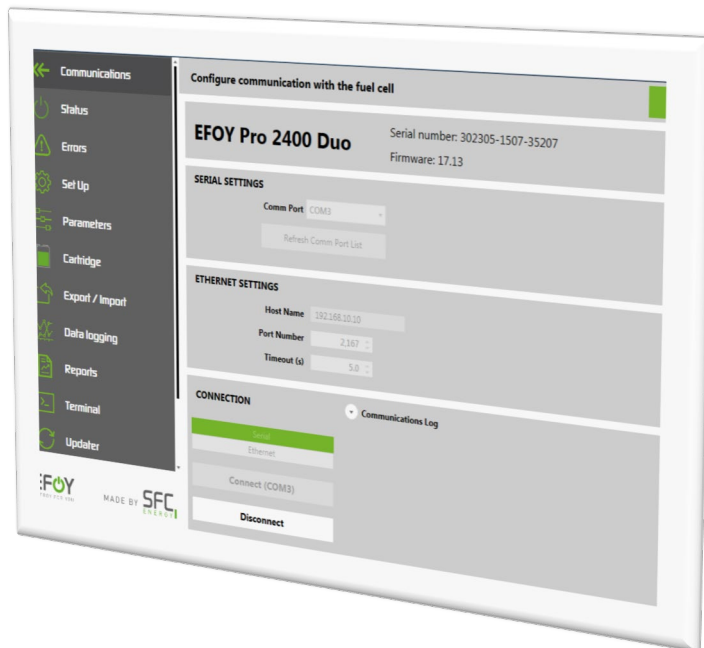 Communications
Status
Errors
Set Up
Parameters
Cartridge
Export / Import
Data logging
Reports
Terminal
Updater
EFOY
MADE BY SFC
ENERGY
Configure communication with the fuel cell
EFOY Pro 2400 Duo
Serial number: 302305-1507-35207
Firmware: 17.13
SERIAL SETTINGS
Comm Port COM3
Refresh Comm Port List
ETHERNET SETTINGS
Host Name 192.168.10.10
Port Number 2,167
Timeout (s) 5.0
CONNECTION
Communications Log
Serial
Ethernet
Connect (COM3)
Disconnect